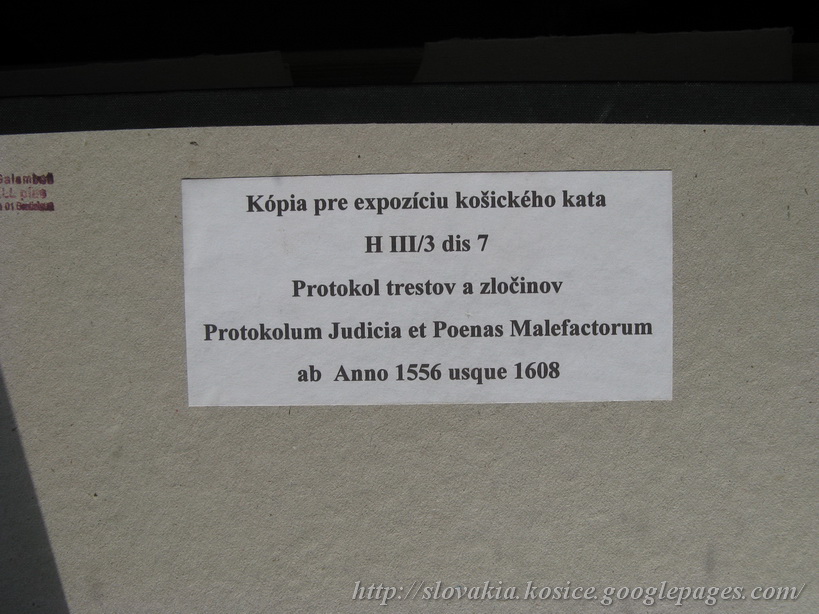 Kópia pre expozíciu košického kata
H III/3 dis 7
Protokol trestov a zločinov
Protokolum Judicia et Poenas Malefactorum
ab Anno 1556 usque 1608
http://slovakia.kosice.googlepages.com/